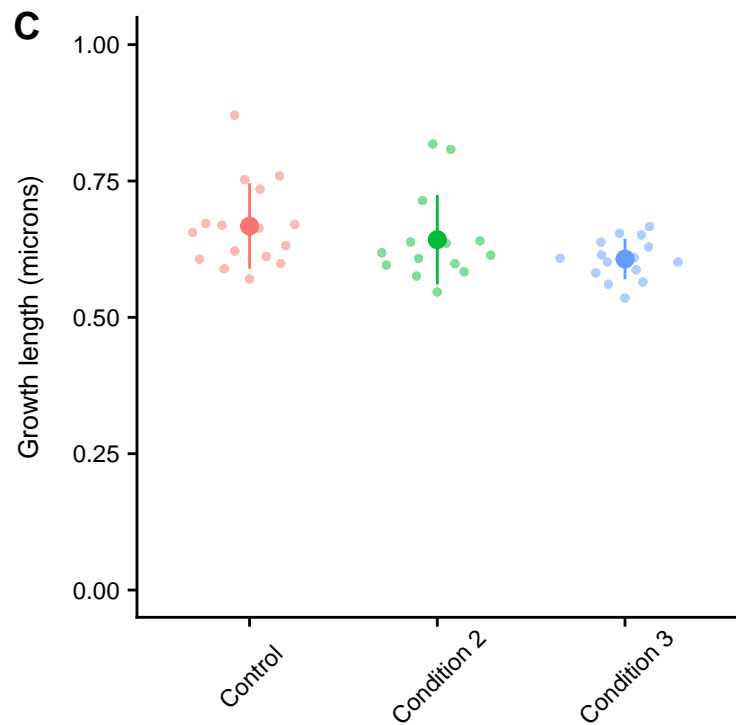 C
Growth length (microns)
1.00
0.75
0.50
0.25
0.00
Control
Condition 2
Condition 3